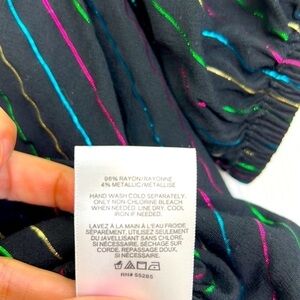 96% RAYON/RAYONNE
4% METALLIC/METALLISE
HAND WASH COLD SEPARATELY.
ONLY NON CHLORINE BLEACH.
WHEN NEEDED. LINE DRY. COOL
IRON IF NEEDED.
LAVEZ À LA MAIN À L'EAU FROIDE
SÉPARÉMENT. UTILISEZ SEULEMENT
DU JAVELLISANT SANS CHLORE,
SI NÉCESSAIRE. SÉCHAGE SUR
CORDE. REPASSAGE DOUX,
SI NÉCESSAIRE.
RN# 55285